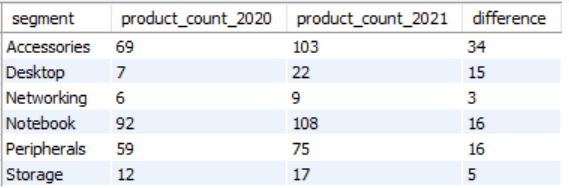 segment product_count_2020 product_count_2021 difference
Accessories 69 103 34
Desktop 7 22 15
Networking 6 9 3
Notebook 92 108 16
Peripherals 59 75 16
Storage 12 17 5